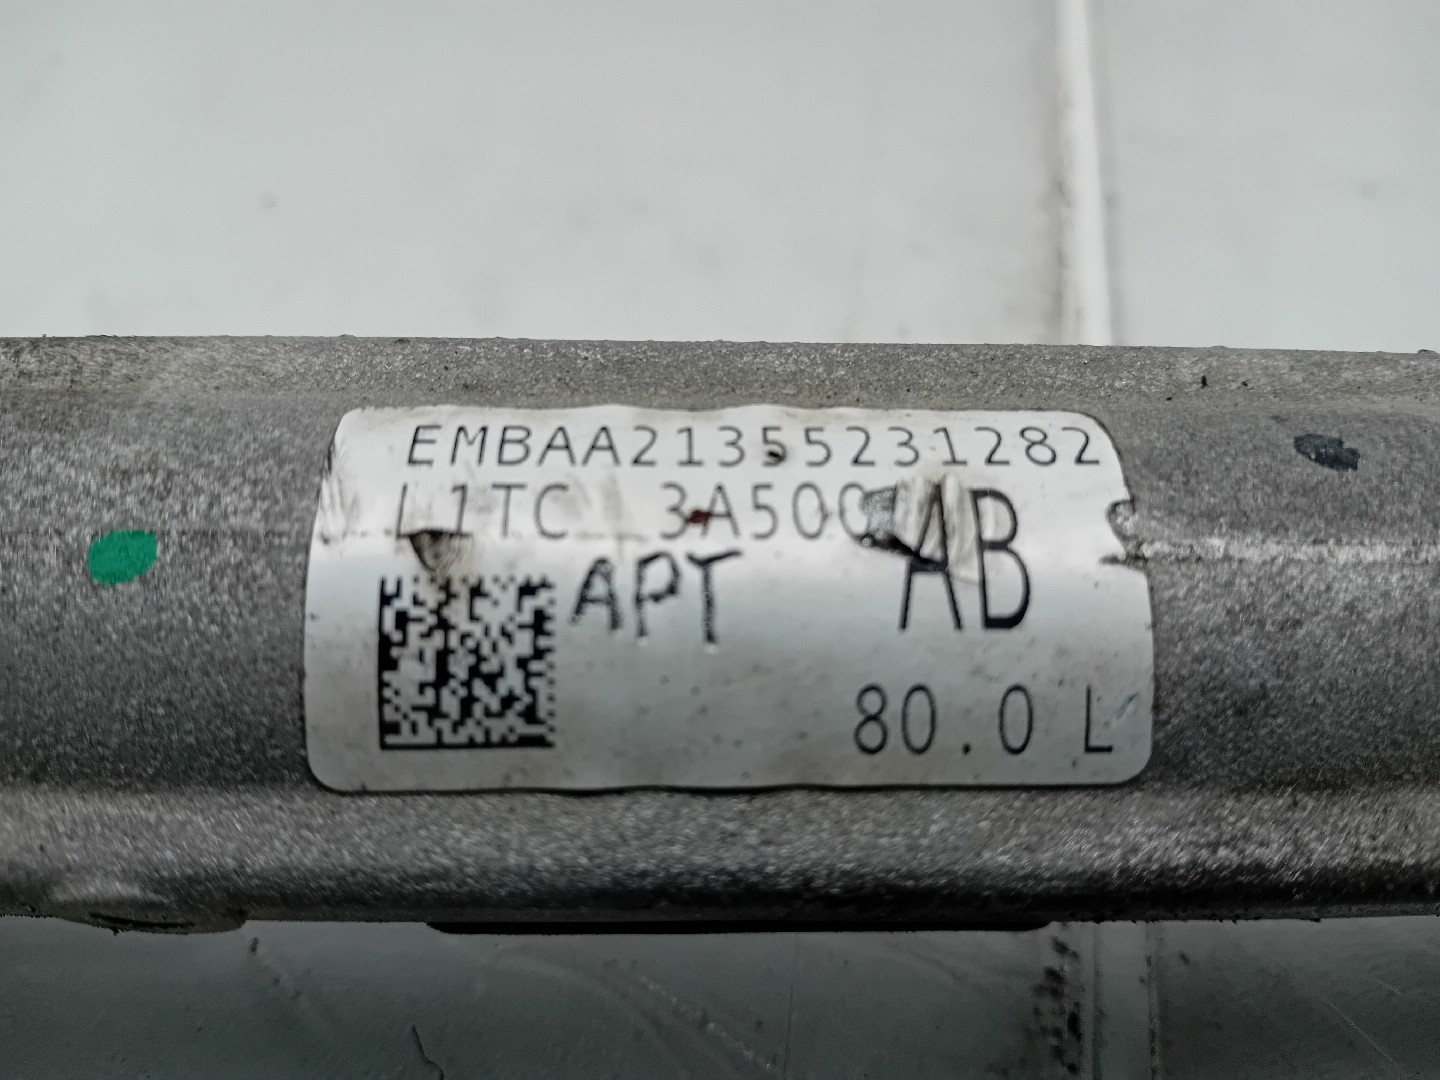 EMBAA21355231282
L1TC 3A500 AB
APT
80.0 L